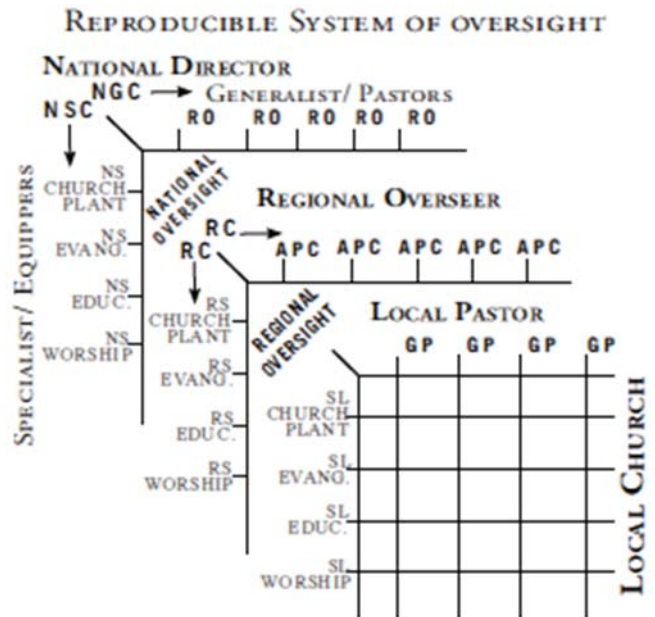 REPRODUCIBLE SYSTEM OF OVERSIGHT
NATIONAL DIRECTOR
NGC
GENERALIST/ PASTORS
NSC
RO RO RO RO RO
SPECIALIST/ EQUIPPERS
NS
CHURCH
PLANT
NS
EVANG.
NS
EDUC.
NS
WORSHIP
NATIONAL
OVERSIGHT
REGIONAL OVERSEER
RC
RC
APC APC APC APC APC
RS
CHURCH
PLANT
RS
EVANG.
RS
EDUC.
RS
WORSHIP
REGIONAL
OVERSIGHT
LOCAL PASTOR
GP GP GP GP
SL
CHURCH
PLANT
SL
EVANG.
SL
EDUC.
SL
WORSHIP
LOCAL CHURCH